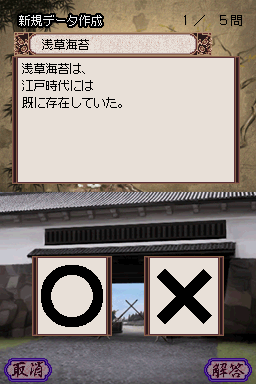 新規データ作成
1／ 5問
浅草海苔
浅草海苔は、
江戸時代には
既に存在していた。
取消
解答